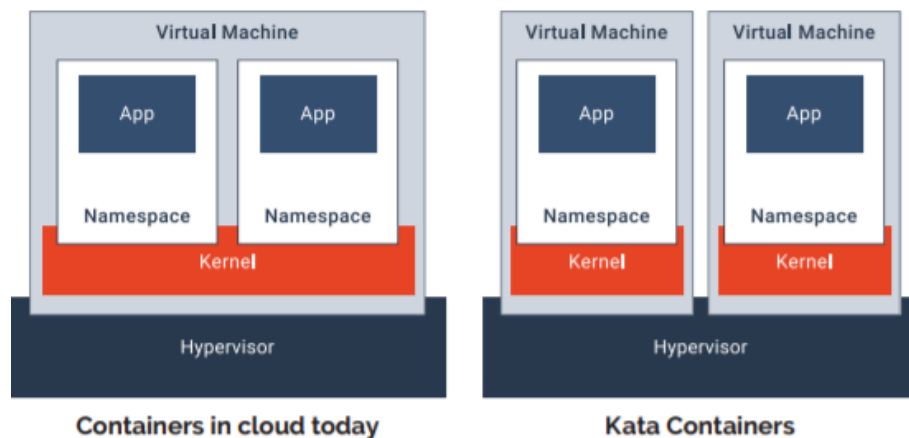 Virtual Machine
App
App
Namespace
Namespace
Kernel
Hypervisor
Containers in cloud today
Virtual Machine
Virtual Machine
App
App
Namespace
Namespace
Kernel
Kernel
Hypervisor
Kata Containers